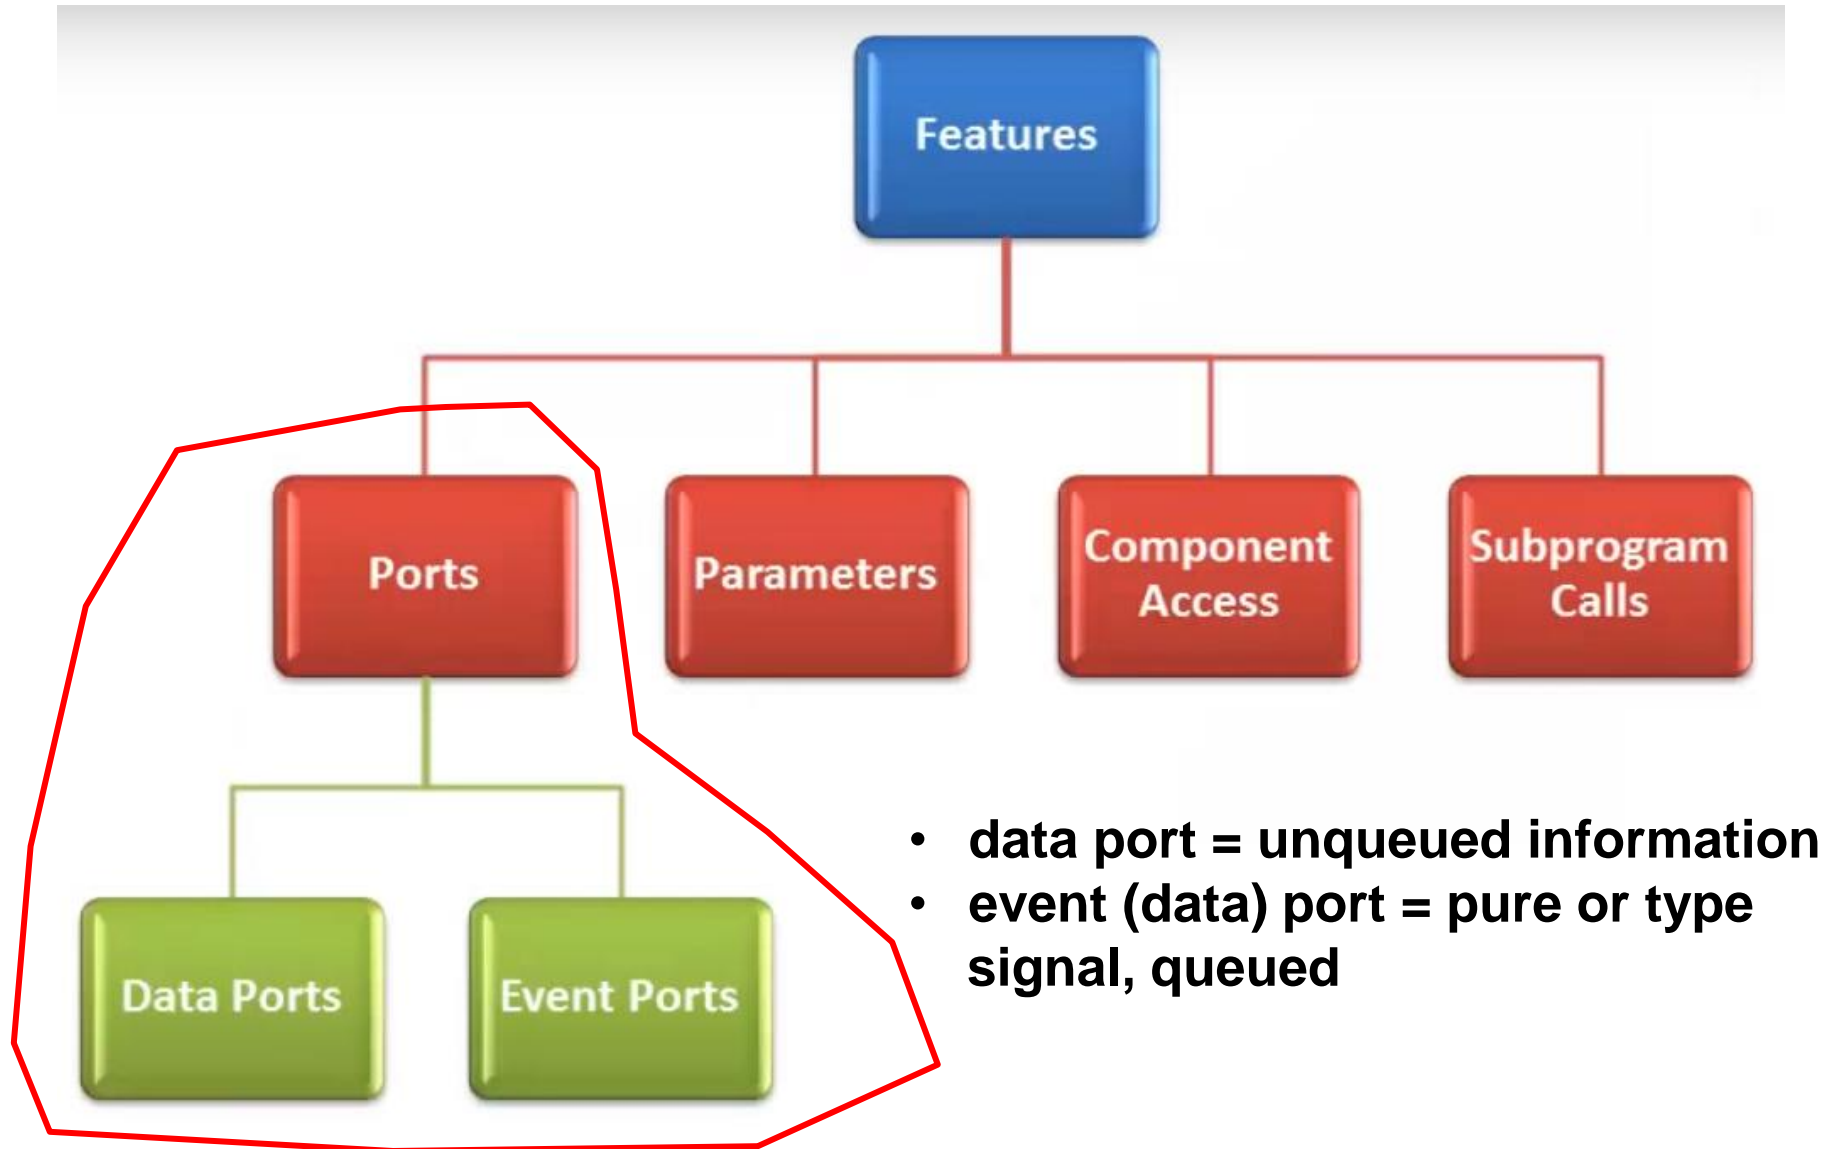 Features
Ports
Parameters
Component
Access
Subprogram
Calls
Data Ports
Event Ports
• data port = unqueued information
• event (data) port = pure or type
signal, queued